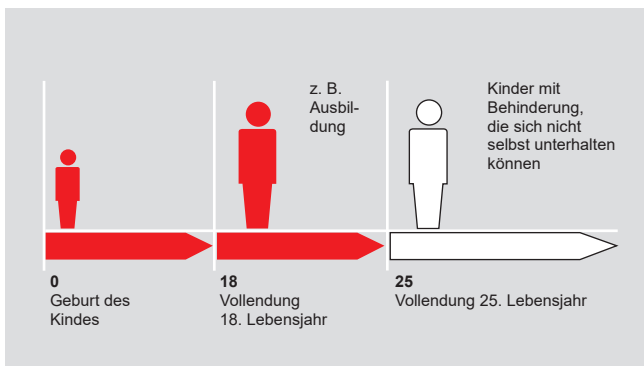 z. B.
Ausbil-
dung
Kinder mit
Behinderung,
die sich nicht
selbst unterhalten
können
0
Geburt des
Kindes
18
Vollendung
18. Lebensjahr
25
Vollendung 25. Lebensjahr